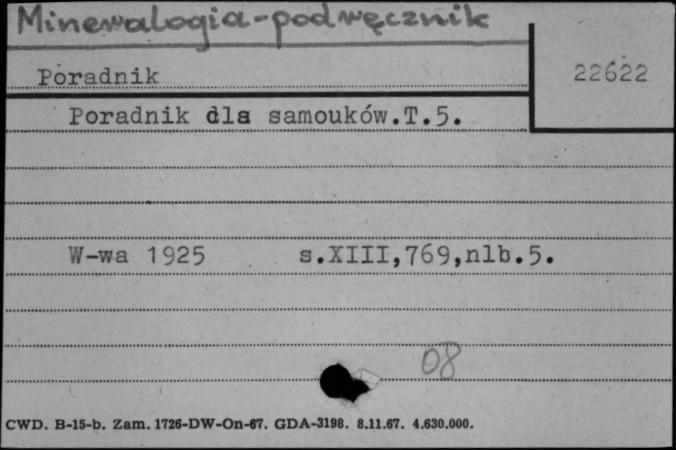 Mineralogia-podręcznik
Poradnik
22622
Poradnik dla samouków.T.5.
W-wa 1925 s.XIII,769,nlb.5.
08
CWD. B-15-b. Zam. 1726-DW-On-67. GDA-3198. 8.11.67. 4.630.000.